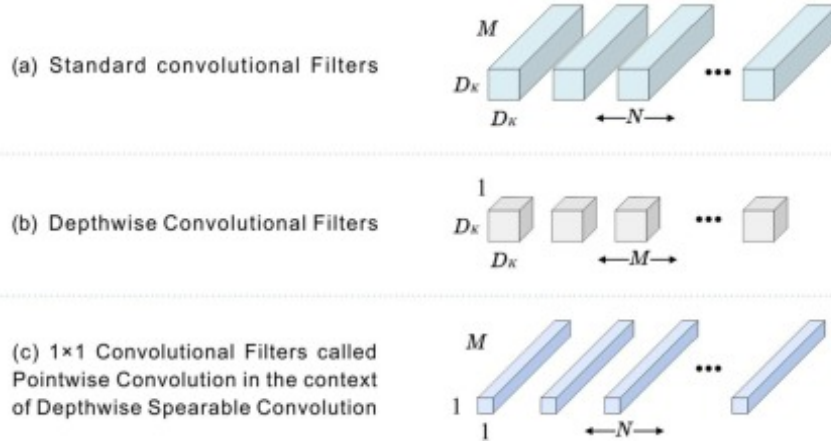 M
(a) Standard convolutional Filters
D_K
D_K
N
1
(b) Depthwise Convolutional Filters
D_K
D_K
M
(c) 1×1 Convolutional Filters called
Pointwise Convolution in the context
of Depthwise Spearable Convolution
M
1
1
N